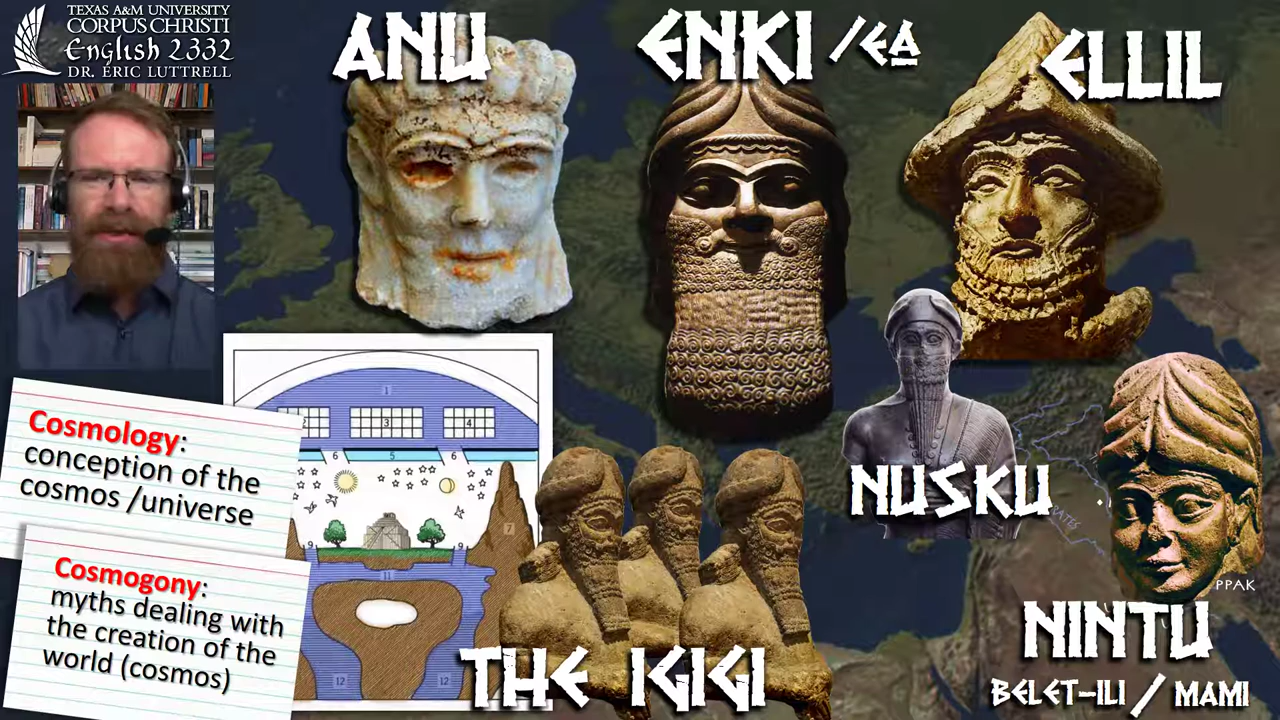 TEXAS A&M UNIVERSITY
CORPUS CHRISTI
English 2332
DR. ERIC LUTTRELL
ANU
ENKI /EA
ELLIL
1
3
4
6
5
6
7
9
9
11
12
12
Cosmology:
conception of the
cosmos /universe
Cosmogony:
myths dealing with
the creation of the
world (cosmos)
NUSKU
THE IGIGI
PPAK
NINTU
BELET-ILI / MAMI